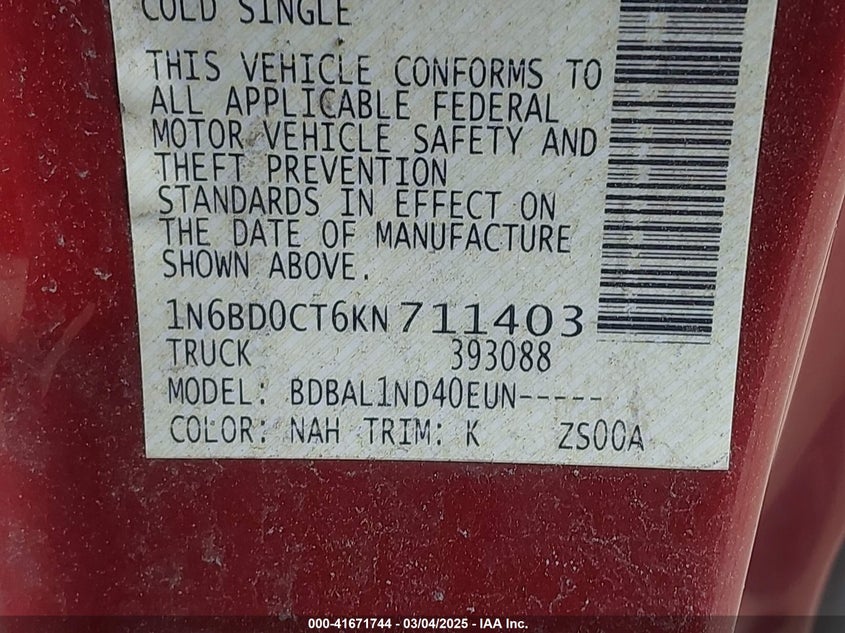 COLD SINGLE
THIS VEHICLE CONFORMS TO
ALL APPLICABLE FEDERAL
MOTOR VEHICLE SAFETY AND
THEFT PREVENTION
STANDARDS IN EFFECT ON
THE DATE OF MANUFACTURE
SHOWN ABOVE.
1N6BD0CT6KN711403
TRUCK 393088
MODEL: BDBAL1ND40EUN-----
COLOR: NAH TRIM: K ZS00A
000-41671744 - 03/04/2025 - IAA Inc.